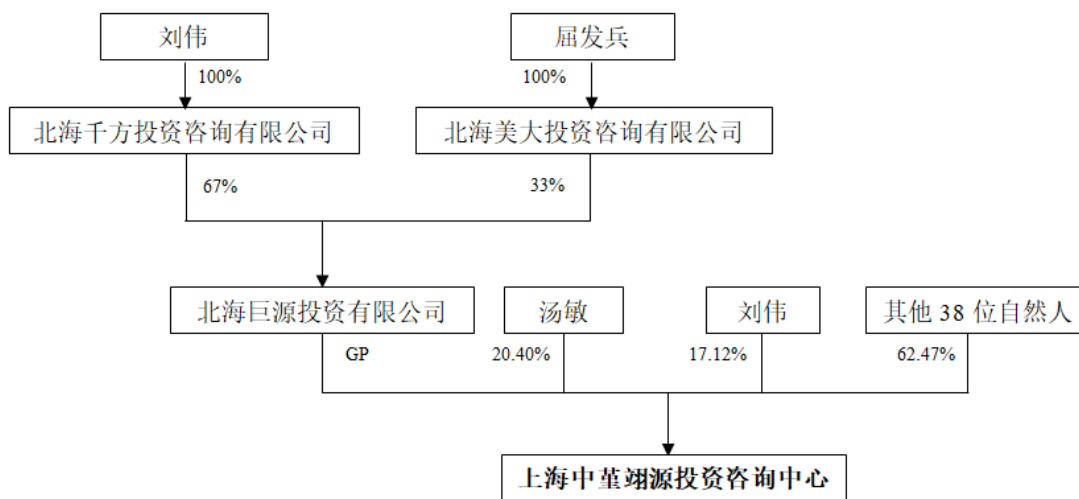 刘伟
屈发兵
100%
100%
北海千方投资咨询有限公司
北海美大投资咨询有限公司
67%
33%
北海巨源投资有限公司
汤敏
刘伟
其他 38 位自然人
GP
20.40%
17.12%
62.47%
上海中堇翊源投资咨询中心